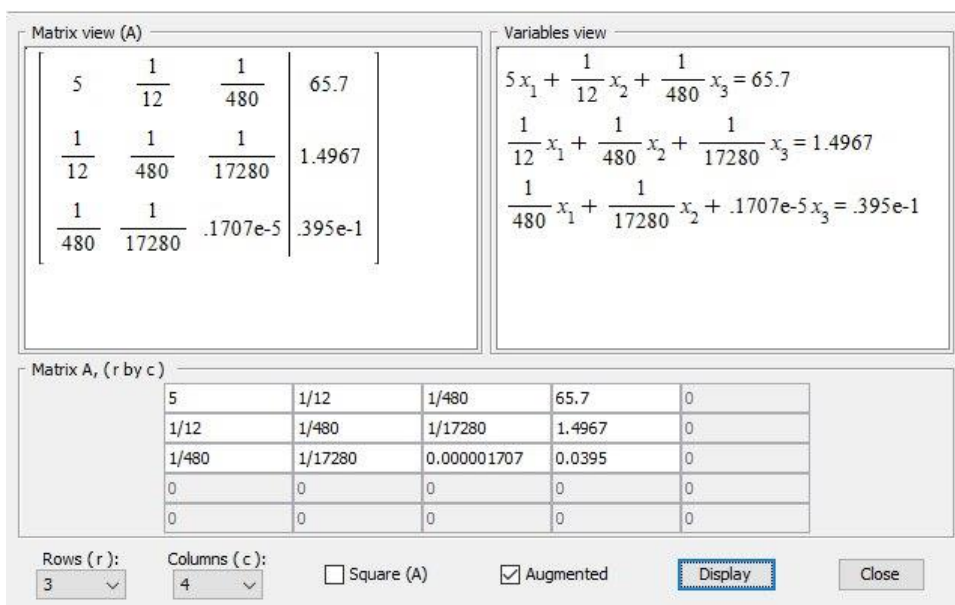 Matrix view (A)
5 1/12 1/480 65.7
1/12 1/480 1/17280 1.4967
1/480 1/17280 .1707e-5 .395e-1
Variables view
5 x₁ + 1/12 x₂ + 1/480 x₃ = 65.7
1/12 x₁ + 1/480 x₂ + 1/17280 x₃ = 1.4967
1/480 x₁ + 1/17280 x₂ + .1707e-5 x₃ = .395e-1
Matrix A, ( r by c )
5 1/12 1/480 65.7 0
1/12 1/480 1/17280 1.4967 0
1/480 1/17280 0.000001707 0.0395 0
0 0 0 0 0
0 0 0 0 0
Rows ( r ): Columns ( c ):
3 4 Square (A) Augmented Display Close